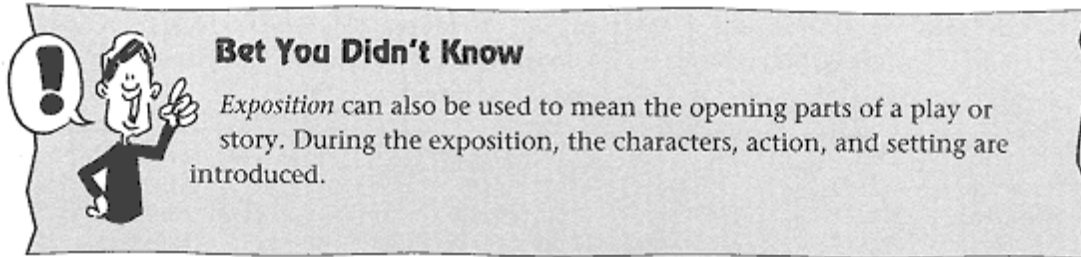 !
Bet You Didn't Know
Exposition can also be used to mean the opening parts of a play or
story. During the exposition, the characters, action, and setting are
introduced.